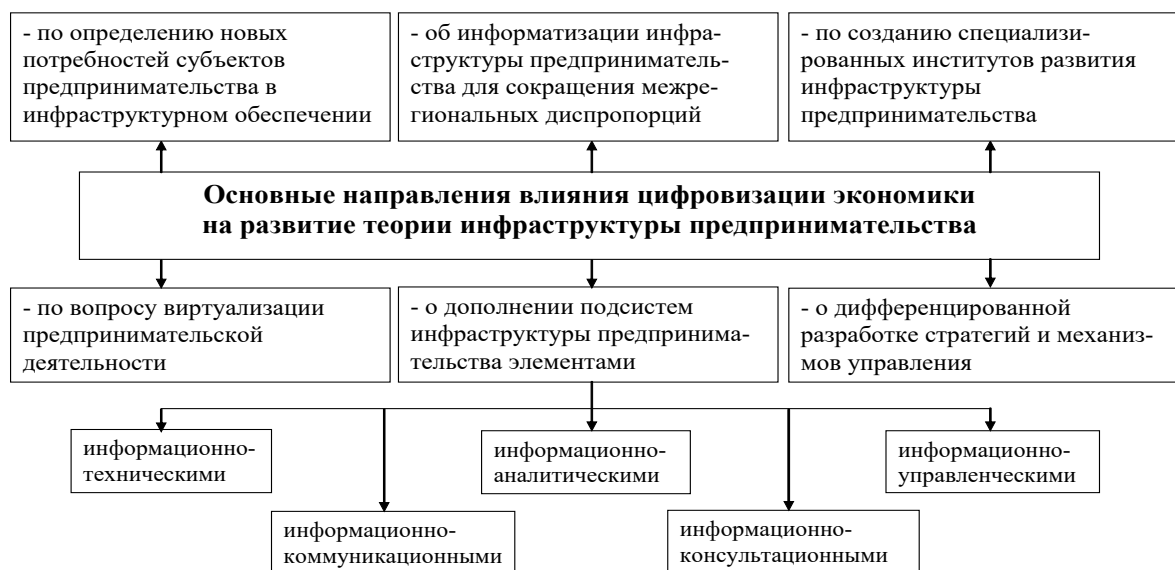 - по определению новых
потребностей субъектов
предпринимательства в
инфраструктурном обеспечении
- об информатизации инфра-
структуры предприниматель-
ства для сокращения межре-
гиональных диспропорций
- по созданию специализи-
рованных институтов развития
инфраструктуры
предпринимательства
Основные направления влияния цифровизации экономики
на развитие теории инфраструктуры предпринимательства
- по вопросу виртуализации
предпринимательской
деятельности
- о дополнении подсистем
инфраструктуры предпринима-
тельства элементами
- о дифференцированной
разработке стратегий и механиз-
мов управления
информационно-
техническими
информационно-
аналитическими
информационно-
управленческими
информационно-
коммуникационными
информационно-
консультационными